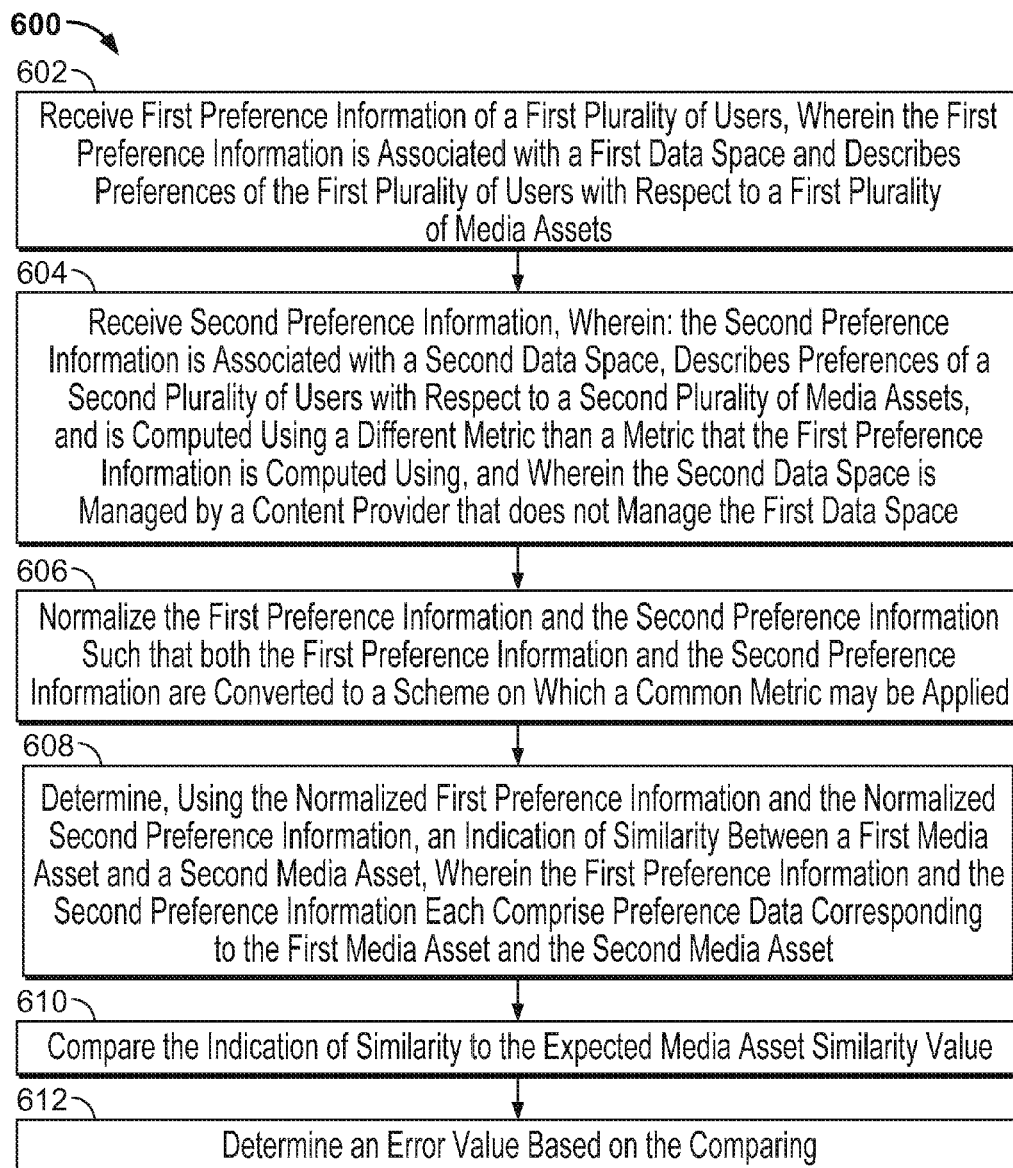 600
602
Receive First Preference Information of a First Plurality of Users, Wherein the First
Preference Information is Associated with a First Data Space and Describes
Preferences of the First Plurality of Users with Respect to a First Plurality
of Media Assets
604
Receive Second Preference Information, Wherein: the Second Preference
Information is Associated with a Second Data Space, Describes Preferences of a
Second Plurality of Users with Respect to a Second Plurality of Media Assets,
and is Computed Using a Different Metric than a Metric that the First Preference
Information is Computed Using, and Wherein the Second Data Space is
Managed by a Content Provider that does not Manage the First Data Space
606
Normalize the First Preference Information and the Second Preference Information
Such that both the First Preference Information and the Second Preference
Information are Converted to a Scheme on Which a Common Metric may be Applied
608
Determine, Using the Normalized First Preference Information and the Normalized
Second Preference Information, an Indication of Similarity Between a First Media
Asset and a Second Media Asset, Wherein the First Preference Information and the
Second Preference Information Each Comprise Preference Data Corresponding
to the First Media Asset and the Second Media Asset
610
Compare the Indication of Similarity to the Expected Media Asset Similarity Value
612
Determine an Error Value Based on the Comparing